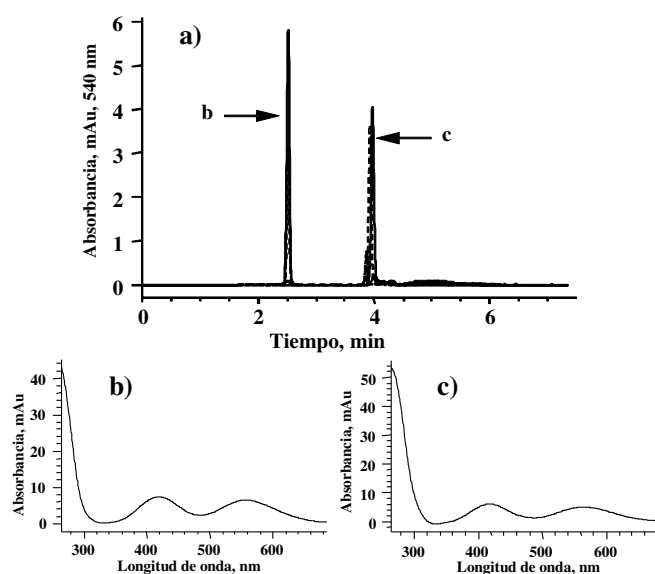 a)
Absorbancia, mAu, 540 nm
6
5
4
3
2
1
0
b
c
0 2 4 6
Tiempo, min
b)
Absorbancia, mAu
40
30
20
10
0
300 400 500 600
Longitud de onda, nm
c)
Absorbancia, mAu
50
40
30
20
10
0
300 400 500 600
Longitud de onda, nm